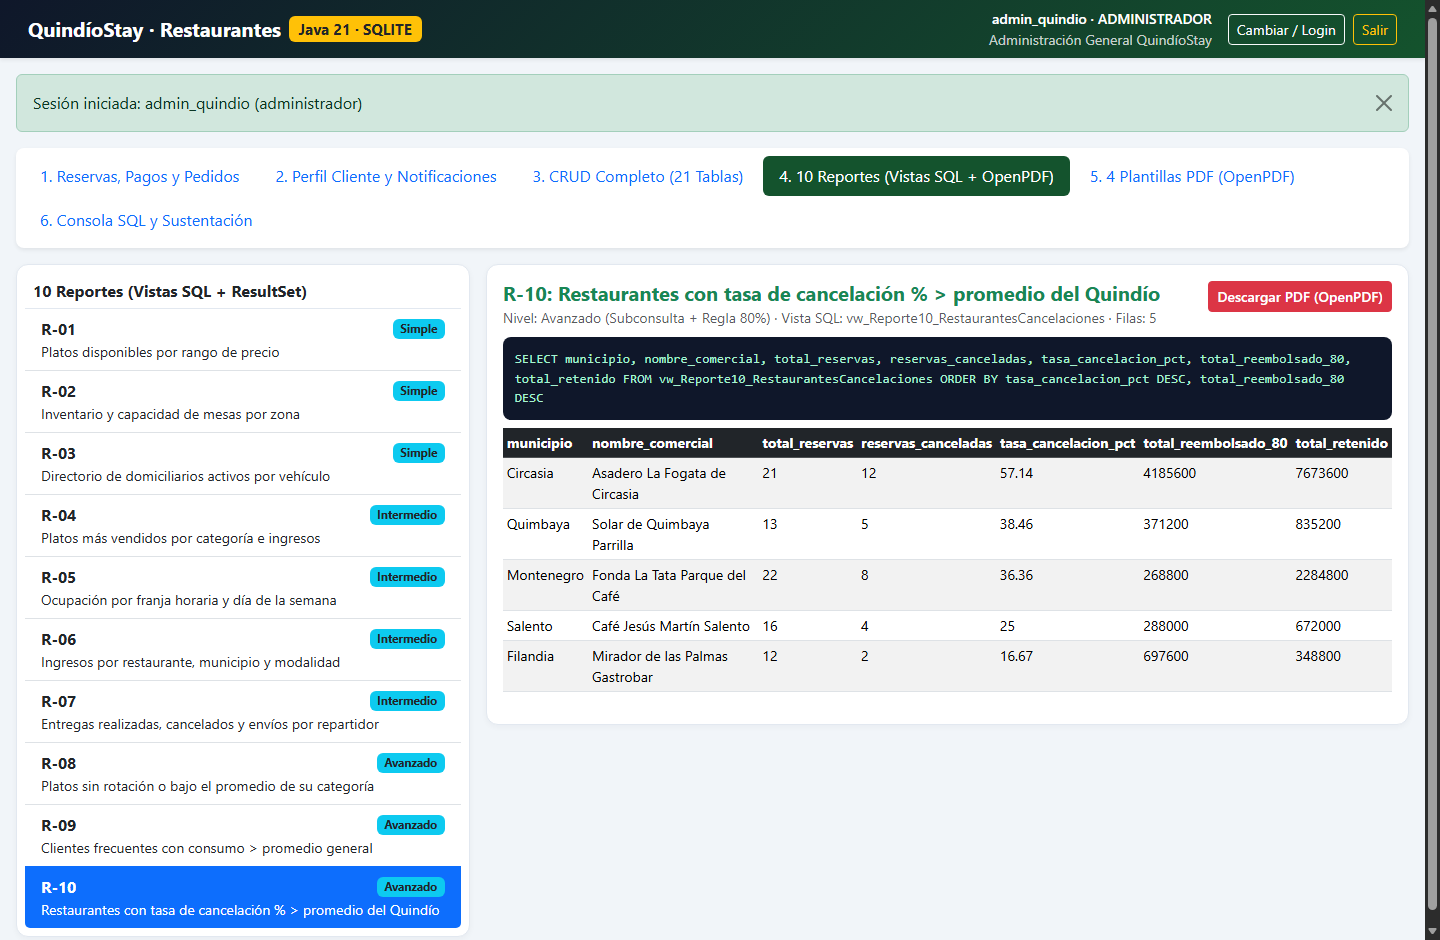 QuindíoStay · Restaurantes
Java 21 · SQLITE
admin_quindio · ADMINISTRADOR
Administración General QuindíoStay
Cambiar / Login
Salir
Sesión iniciada: admin_quindio (administrador)
1. Reservas, Pagos y Pedidos
2. Perfil Cliente y Notificaciones
3. CRUD Completo (21 Tablas)
4. 10 Reportes (Vistas SQL + OpenPDF)
5. 4 Plantillas PDF (OpenPDF)
6. Consola SQL y Sustentación
10 Reportes (Vistas SQL + ResultSet)
R-01 Simple
Platos disponibles por rango de precio
R-02 Simple
Inventario y capacidad de mesas por zona
R-03 Simple
Directorio de domiciliarios activos por vehículo
R-04 Intermedio
Platos más vendidos por categoría e ingresos
R-05 Intermedio
Ocupación por franja horaria y día de la semana
R-06 Intermedio
Ingresos por restaurante, municipio y modalidad
R-07 Intermedio
Entregas realizadas, cancelados y envíos por repartidor
R-08 Avanzado
Platos sin rotación o bajo el promedio de su categoría
R-09 Avanzado
Clientes frecuentes con consumo > promedio general
R-10 Avanzado
Restaurantes con tasa de cancelación % > promedio del Quindío
R-10: Restaurantes con tasa de cancelación % > promedio del Quindío
Descargar PDF (OpenPDF)
Nivel: Avanzado (Subconsulta + Regla 80%) · Vista SQL: vw_Reporte10_RestaurantesCancelaciones · Filas: 5
SELECT municipio, nombre_comercial, total_reservas, reservas_canceladas, tasa_cancelacion_pct, total_reembolsado_80,
total_retenido FROM vw_Reporte10_RestaurantesCancelaciones ORDER BY tasa_cancelacion_pct DESC, total_reembolsado_80
DESC
municipio nombre_comercial total_reservas reservas_canceladas tasa_cancelacion_pct total_reembolsado_80 total_retenido
Circasia Asadero La Fogata de 21 12 57.14 4185600 7673600
Circasia
Quimbaya Solar de Quimbaya 13 5 38.46 371200 835200
Parrilla
Montenegro Fonda La Tata Parque del 22 8 36.36 268800 2284800
Café
Salento Café Jesús Martín Salento 16 4 25 288000 672000
Filandia Mirador de las Palmas 12 2 16.67 697600 348800
Gastrobar